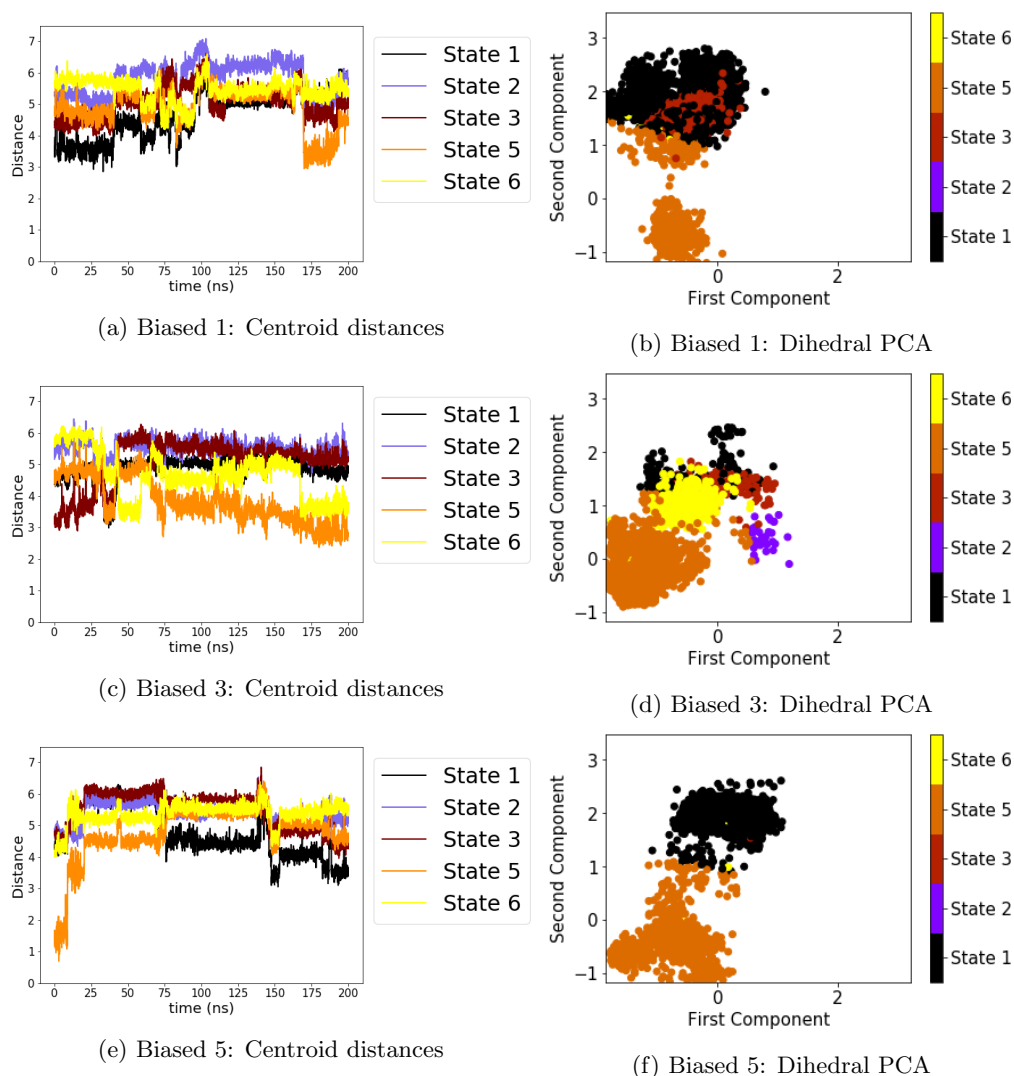 7
6
5
4
3
2
1
0
Distance
0 25 50 75 100 125 150 175 200
time (ns)
State 1
State 2
State 3
State 5
State 6
(a) Biased 1: Centroid distances
3
2
1
0
−1
Second Component
0 2
First Component
State 6
State 5
State 3
State 2
State 1
(b) Biased 1: Dihedral PCA
7
6
5
4
3
2
1
0
Distance
0 25 50 75 100 125 150 175 200
time (ns)
State 1
State 2
State 3
State 5
State 6
(c) Biased 3: Centroid distances
3
2
1
0
−1
Second Component
0 2
First Component
State 6
State 5
State 3
State 2
State 1
(d) Biased 3: Dihedral PCA
7
6
5
4
3
2
1
0
Distance
0 25 50 75 100 125 150 175 200
time (ns)
State 1
State 2
State 3
State 5
State 6
(e) Biased 5: Centroid distances
3
2
1
0
−1
Second Component
0 2
First Component
State 6
State 5
State 3
State 2
State 1
(f) Biased 5: Dihedral PCA